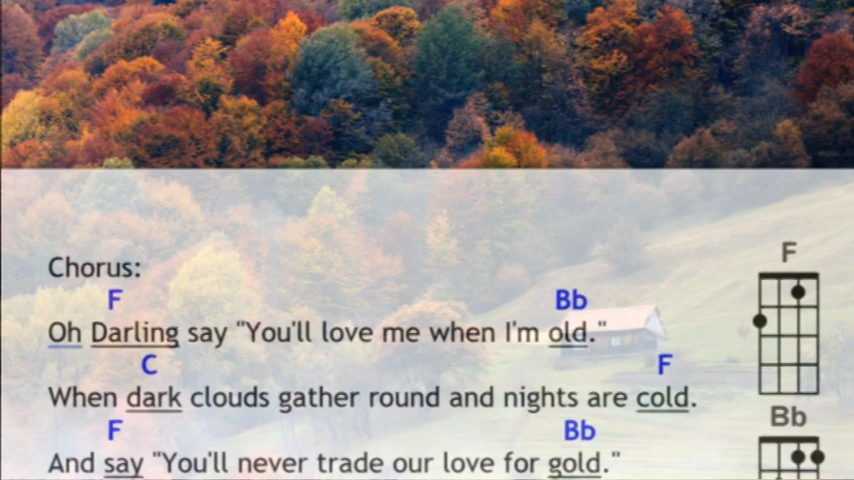 Chorus:
F Bb
Oh Darling say "You'll love me when I'm old."
C F
When dark clouds gather round and nights are cold.
F Bb
And say "You'll never trade our love for gold."
F
Bb